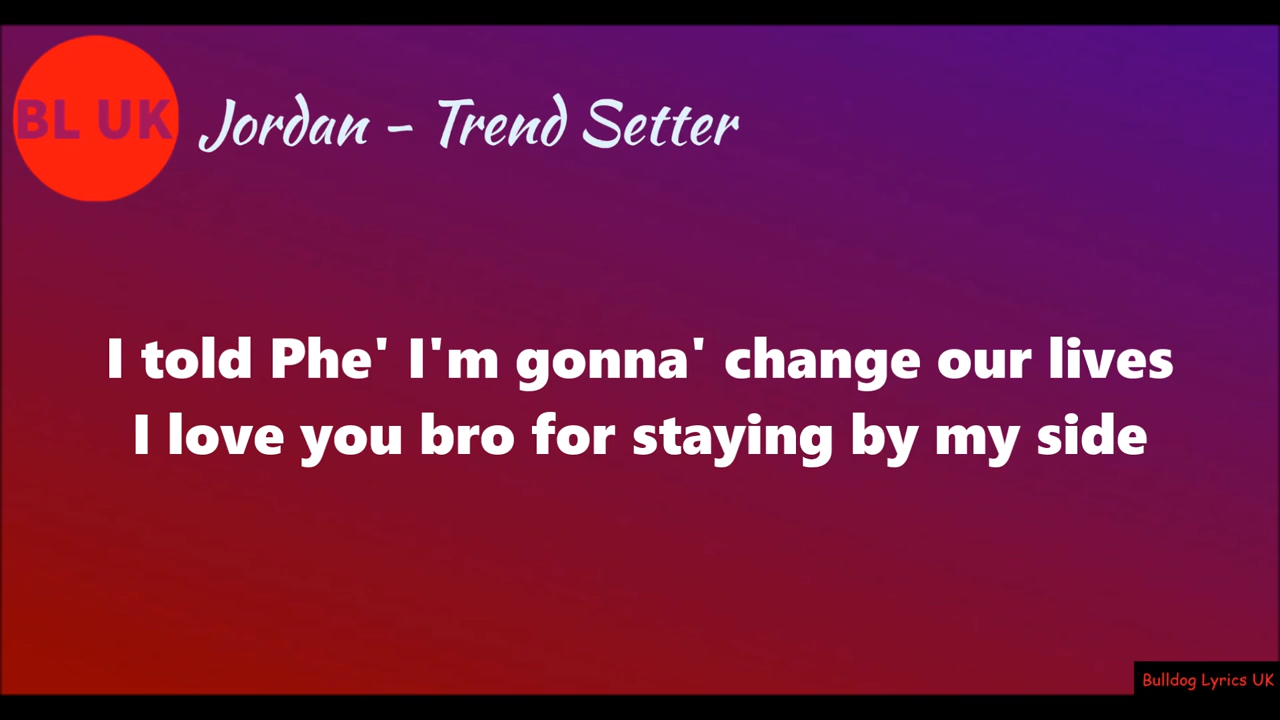 BL UK
Jordan - Trend Setter
I told Phe' I'm gonna' change our lives
I love you bro for staying by my side
Bulldog Lyrics UK